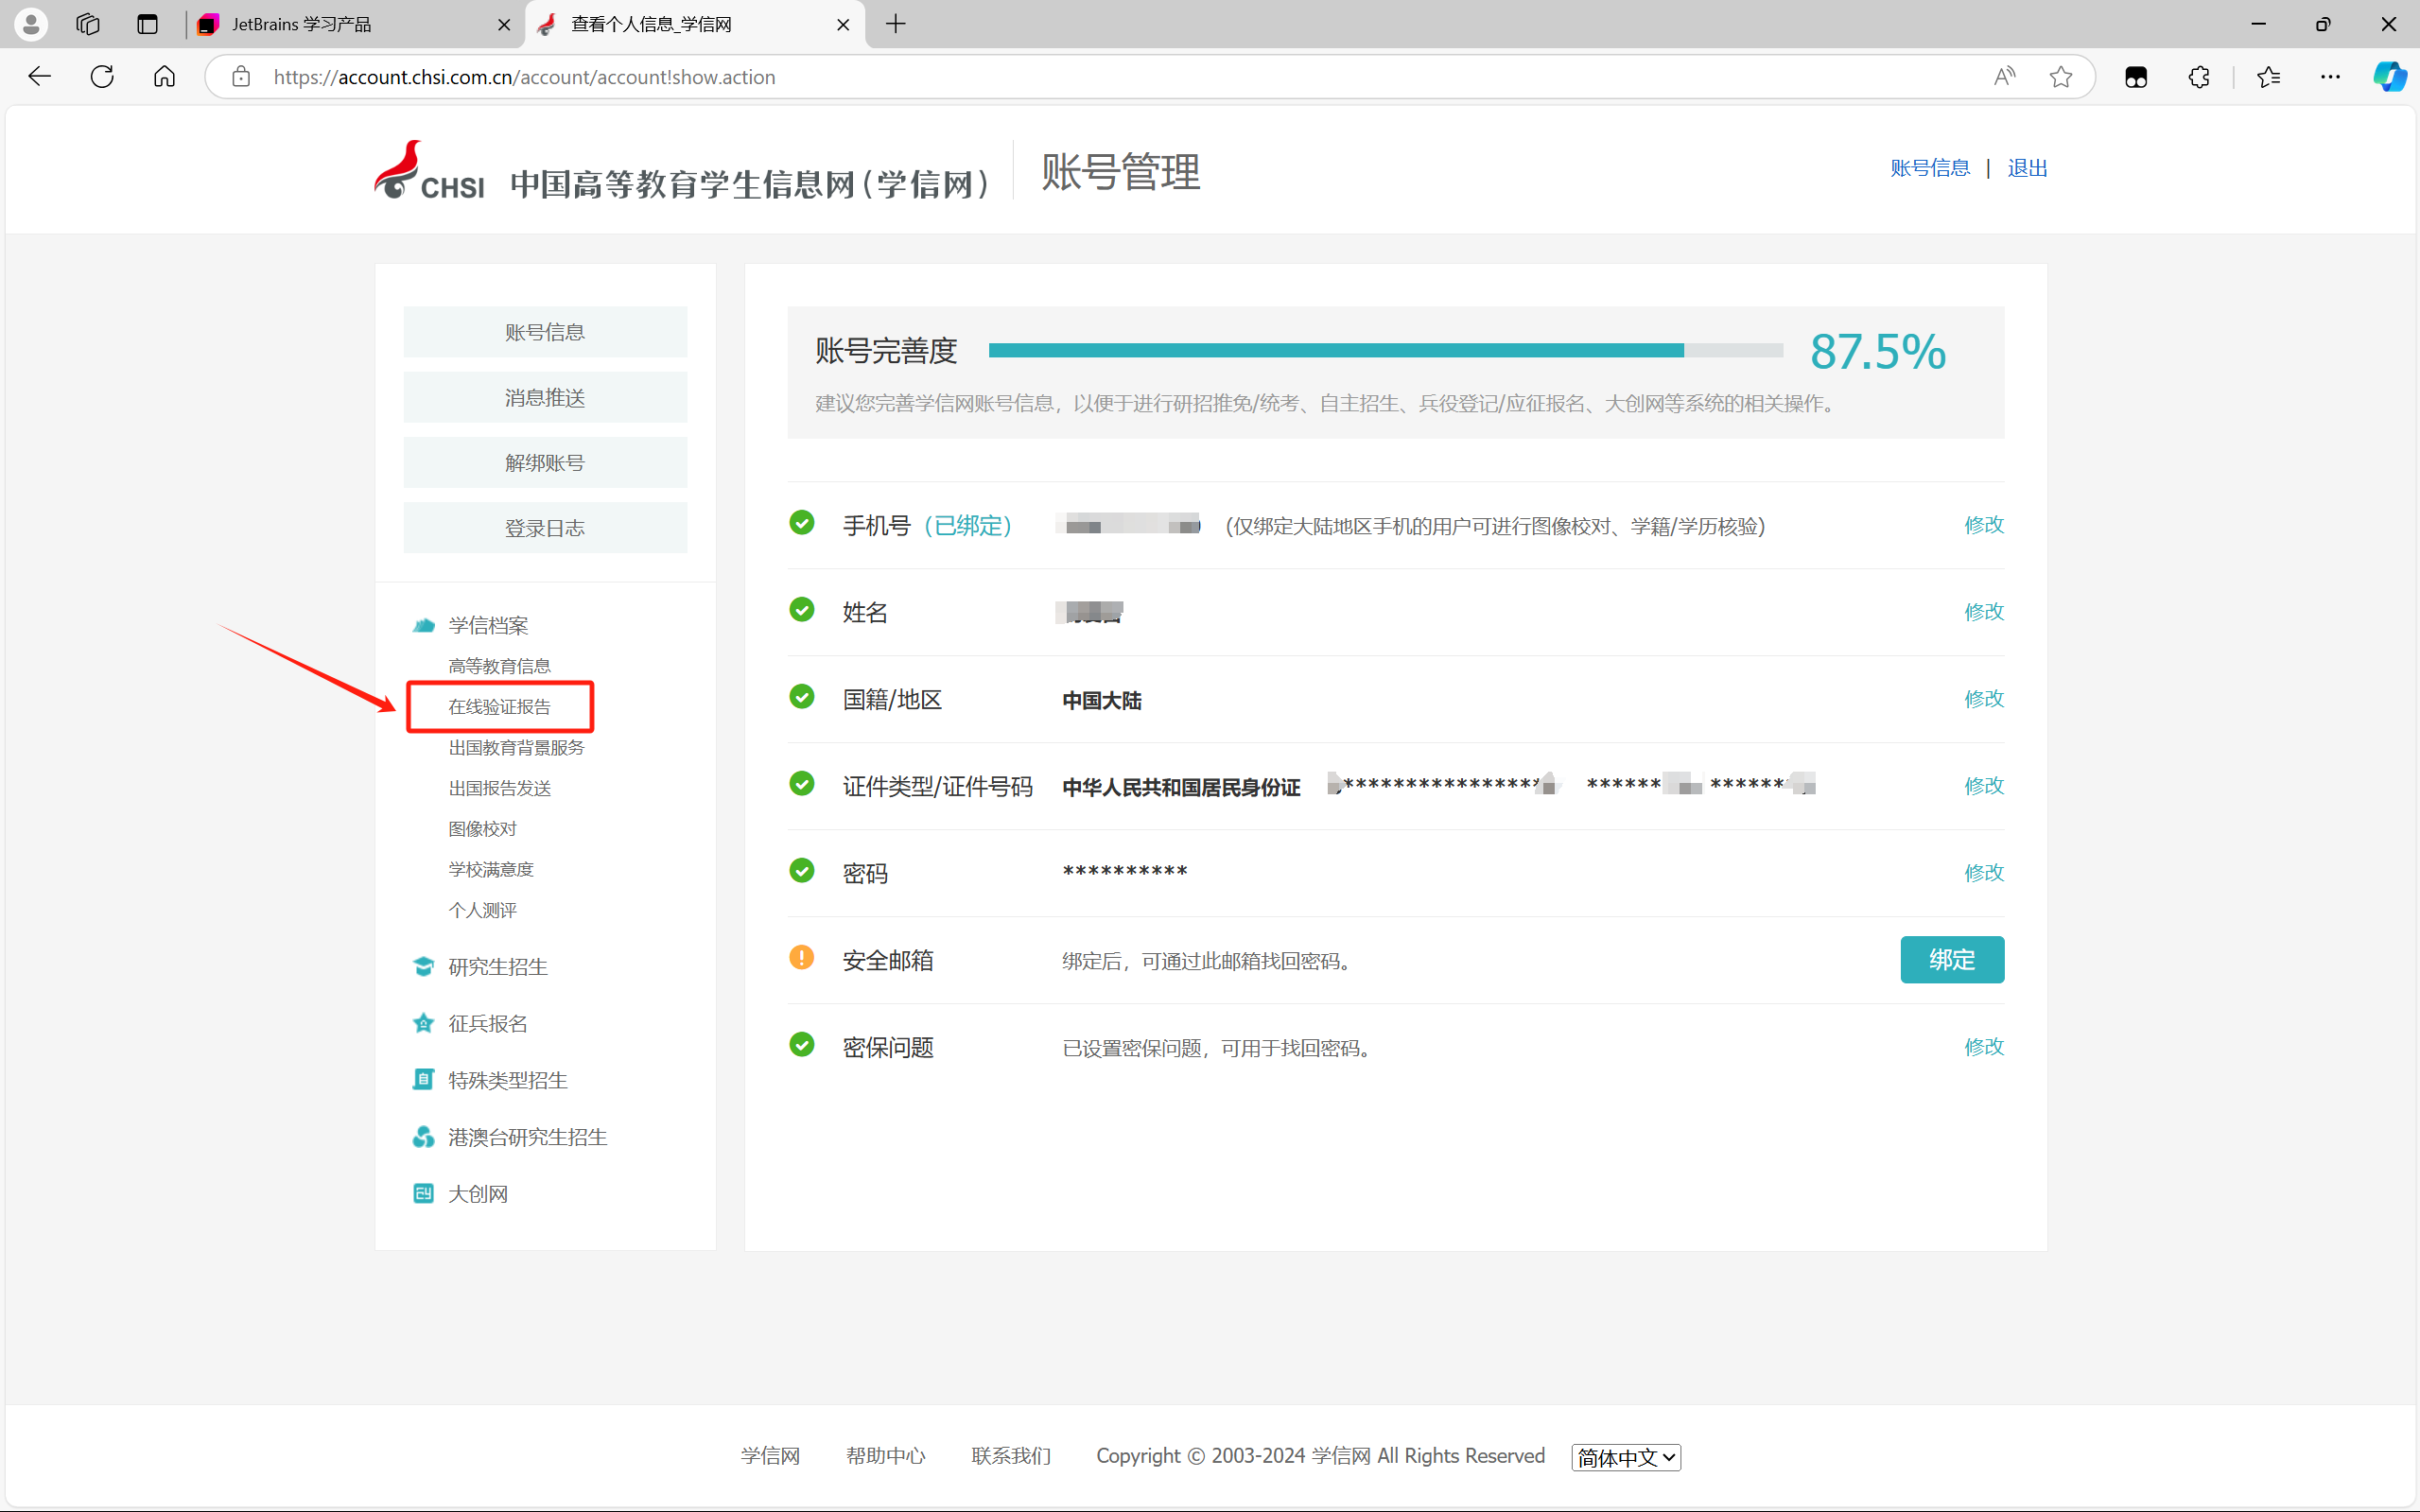 JetBrains 学习产品
查看个人信息_学信网
https://account.chsi.com.cn/account/account!show.action
CHSI 中国高等教育学生信息网(学信网)
账号管理
账号信息 | 退出
账号信息
消息推送
解绑账号
登录日志
学信档案
高等教育信息
在线验证报告
出国教育背景服务
出国报告发送
图像校对
学校满意度
个人测评
研究生招生
征兵报名
特殊类型招生
港澳台研究生招生
大创网
账号完善度 87.5%
建议您完善学信网账号信息，以便于进行研招推免/统考、自主招生、兵役登记/应征报名、大创网等系统的相关操作。
手机号（已绑定） (仅绑定大陆地区手机的用户可进行图像校对、学籍/学历核验) 修改
姓名 修改
国籍/地区 中国大陆 修改
证件类型/证件号码 中华人民共和国居民身份证 **************** ****** ****** 修改
密码 ********** 修改
安全邮箱 绑定后，可通过此邮箱找回密码。 绑定
密保问题 已设置密保问题，可用于找回密码。 修改
学信网 帮助中心 联系我们 Copyright © 2003-2024 学信网 All Rights Reserved 简体中文